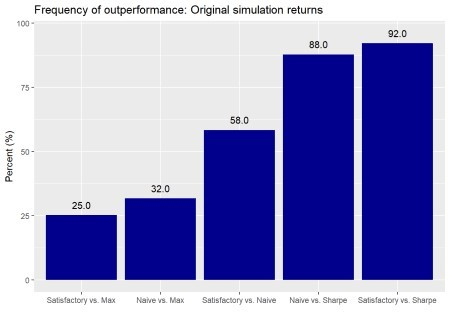 Frequency of outperformance: Original simulation returns
Percent (%)
100
75
50
25
0
25.0
32.0
58.0
88.0
92.0
Satisfactory vs. Max
Naive vs. Max
Satisfactory vs. Naive
Naive vs. Sharpe
Satisfactory vs. Sharpe